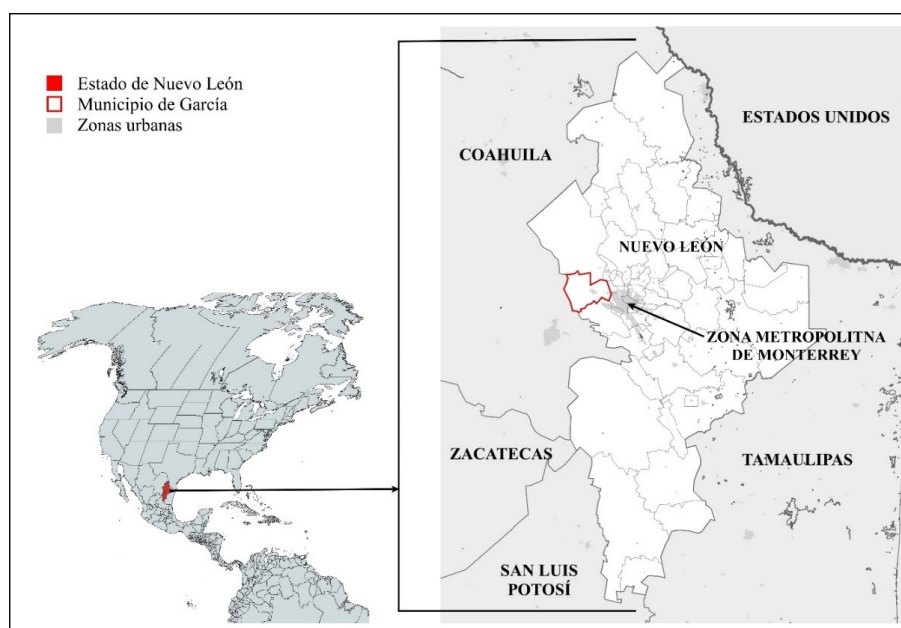 Estado de Nuevo León
Municipio de García
Zonas urbanas
ESTADOS UNIDOS
COAHUILA
NUEVO LEÓN
ZONA METROPOLITNA
DE MONTERREY
ZACATECAS
TAMAULIPAS
SAN LUIS
POTOSÍ